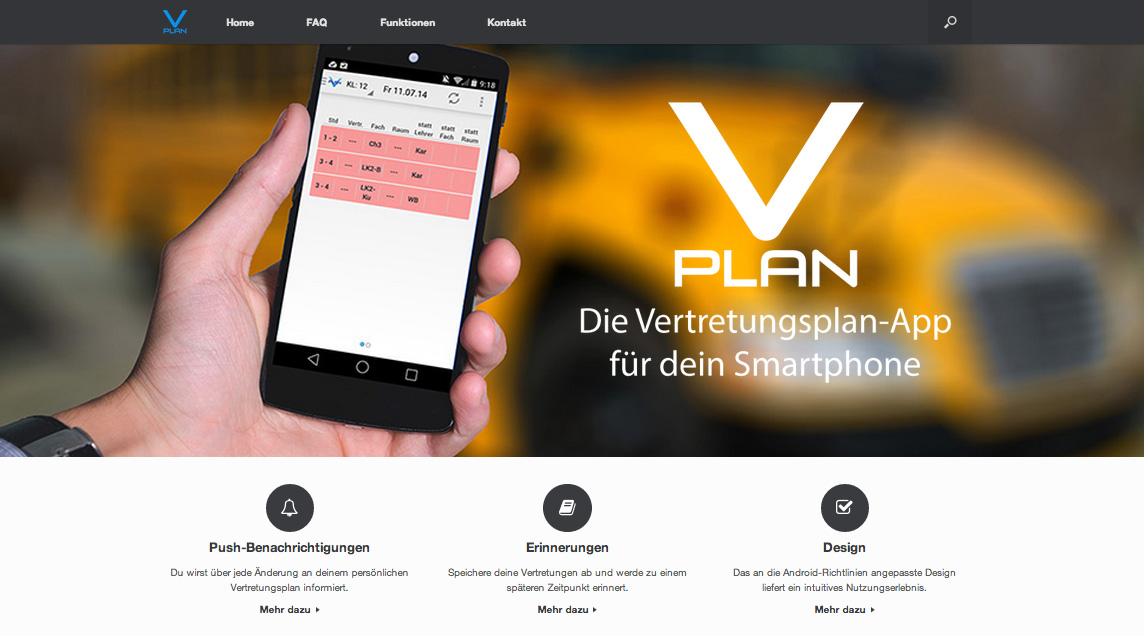 V
PLAN
Home FAQ Funktionen Kontakt
9:18
KL: 12 Fr 11.07.14
Std Vertr. Fach Raum statt Lehrer statt Fach statt Raum
1 - 2 --- Ch3 --- Kar
3 - 4 --- LK2-B --- Kar
3 - 4 --- LK2-Ku --- WB
V
PLAN
Die Vertretungsplan-App
für dein Smartphone
Push-Benachrichtigungen
Du wirst über jede Änderung an deinem persönlichen
Vertretungsplan informiert.
Mehr dazu
Erinnerungen
Speichere deine Vertretungen ab und werde zu einem
späteren Zeitpunkt erinnert.
Mehr dazu
Design
Das an die Android-Richtlinien angepasste Design
liefert ein intuitives Nutzungserlebnis.
Mehr dazu